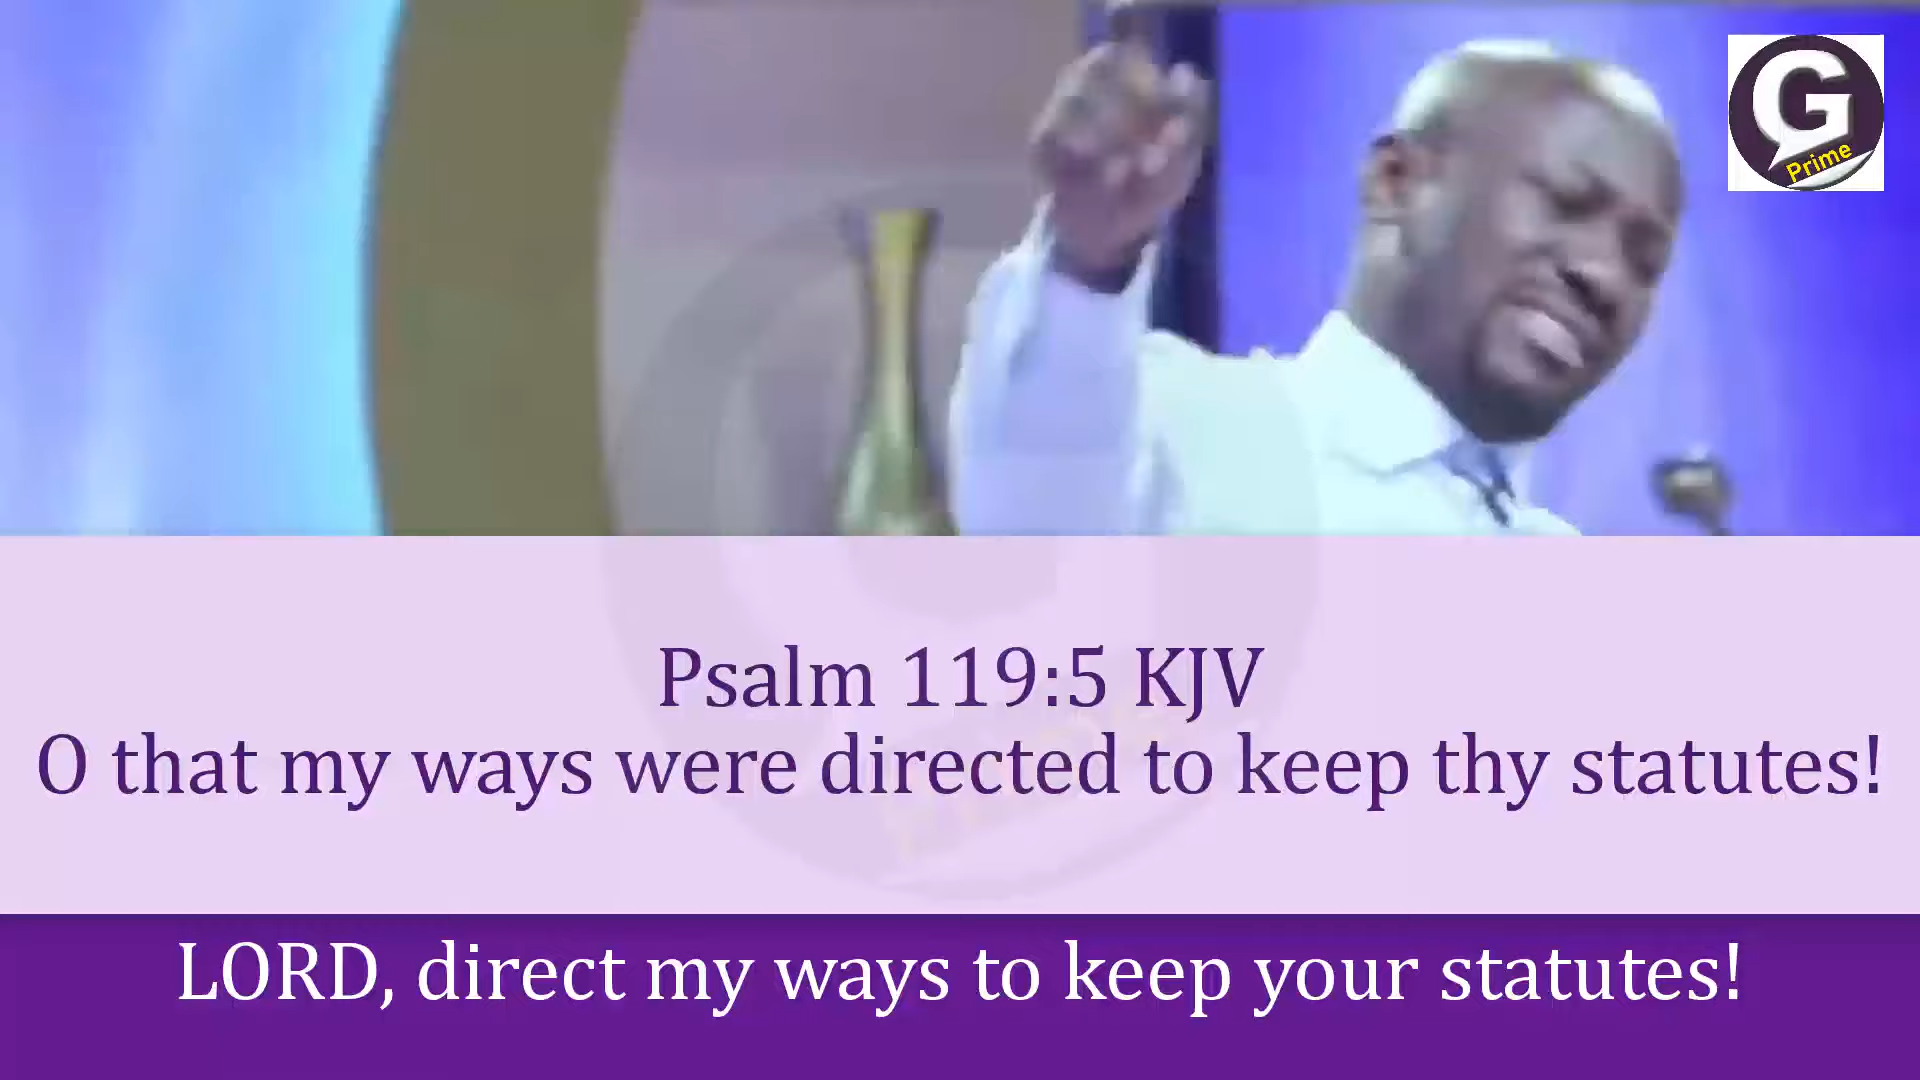 G
Prime
Psalm 119:5 KJV
O that my ways were directed to keep thy statutes!
LORD, direct my ways to keep your statutes!